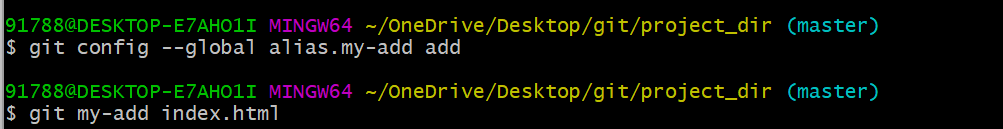 91788@DESKTOP-E7AHO1I MINGW64 ~/OneDrive/Desktop/git/project_dir (master)
$ git config --global alias.my-add add
91788@DESKTOP-E7AHO1I MINGW64 ~/OneDrive/Desktop/git/project_dir (master)
$ git my-add index.html